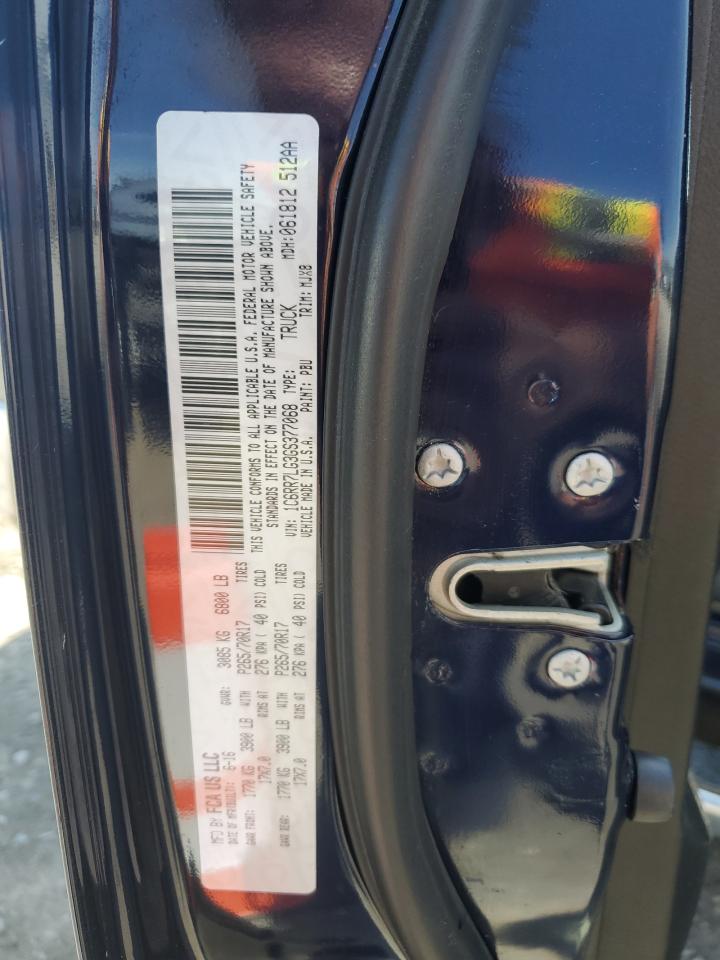 MFD BY: FCA US LLC
DATE OF MFR: 6-16 GVWR: 3085 KG 6800 LB
GAWR FRONT: 1770 KG 3900 LB WITH P265/70R17 TIRES
17X7.0 RIMS AT 276 KPA ( 40 PSI) COLD
GAWR REAR: 1770 KG 3900 LB WITH P265/70R17 TIRES
17X7.0 RIMS AT 276 KPA ( 40 PSI) COLD
THIS VEHICLE CONFORMS TO ALL APPLICABLE U.S.A. FEDERAL MOTOR VEHICLE SAFETY
STANDARDS IN EFFECT ON THE DATE OF MANUFACTURE SHOWN ABOVE.
VIN: 1C6RR7LG3GS377068 TYPE: TRUCK MDH:061812 512AA
VEHICLE MADE IN U.S.A. PAINT: PBU TRIM: MJX8